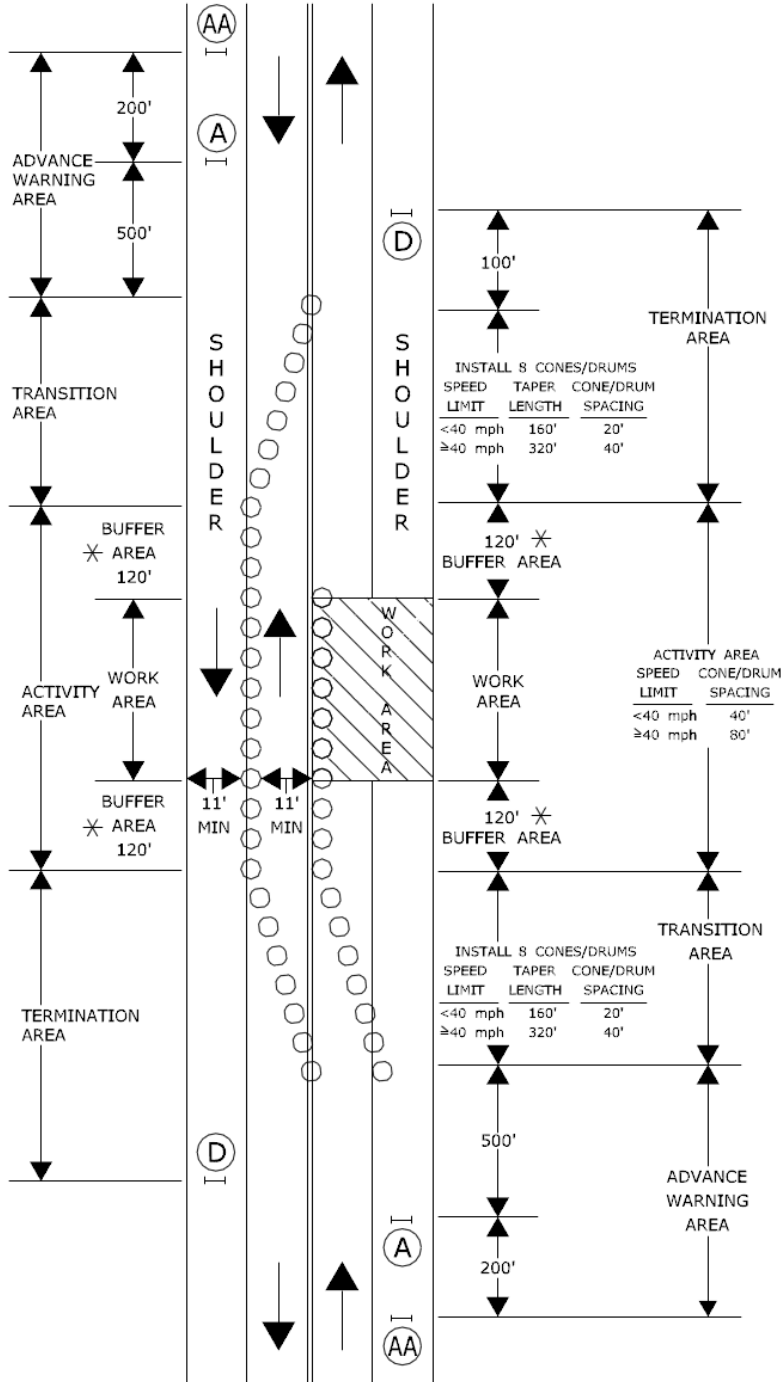 AA
200'
A
ADVANCE
WARNING
AREA
500'
D
100'
TERMINATION
AREA
SHOULDER
SHOULDER
INSTALL 8 CONES/DRUMS
SPEED TAPER CONE/DRUM
LIMIT LENGTH SPACING
<40 mph 160' 20'
≥40 mph 320' 40'
TRANSITION
AREA
BUFFER
* AREA
120'
120' *
BUFFER AREA
WORK AREA
WORK
AREA
WORK
AREA
ACTIVITY
AREA
ACTIVITY AREA
SPEED CONE/DRUM
LIMIT SPACING
<40 mph 40'
≥40 mph 80'
11'
MIN
11'
MIN
BUFFER
* AREA
120'
120' *
BUFFER AREA
TRANSITION
AREA
INSTALL 8 CONES/DRUMS
SPEED TAPER CONE/DRUM
LIMIT LENGTH SPACING
<40 mph 160' 20'
≥40 mph 320' 40'
TERMINATION
AREA
D
500'
ADVANCE
WARNING
AREA
A
200'
AA